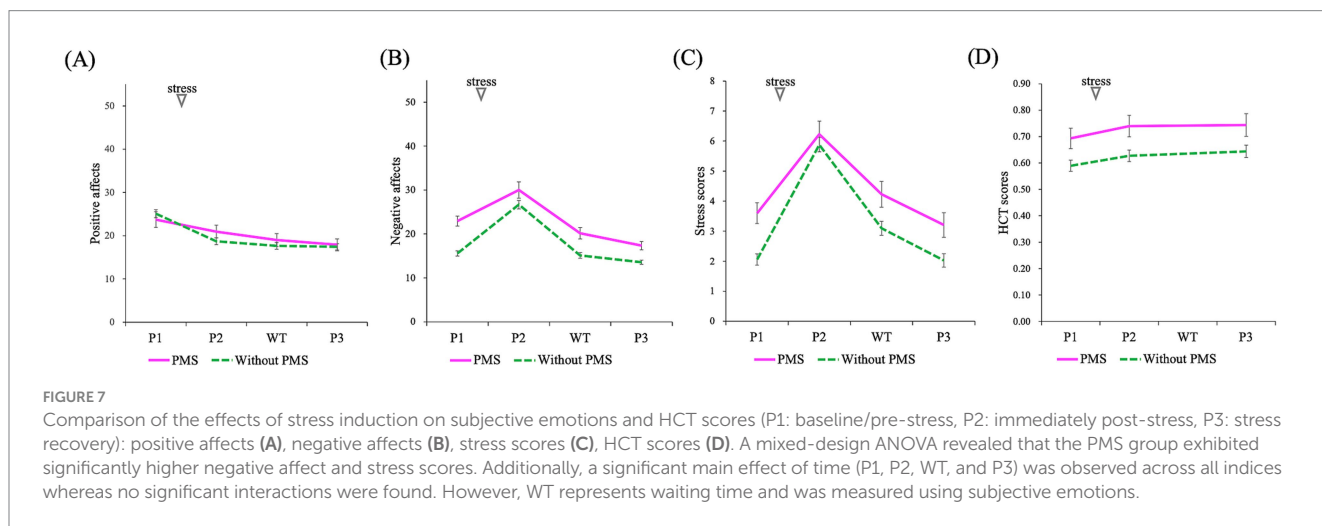 (A)
stress
50
40
30
20
10
0
Positive affects
P1 P2 WT P3
PMS Without PMS
(B)
stress
50
40
30
20
10
0
Negative affects
P1 P2 WT P3
PMS Without PMS
(C)
stress
8
7
6
5
4
3
2
1
0
Stress scores
P1 P2 WT P3
PMS Without PMS
(D)
stress
0.90
0.80
0.70
0.60
0.50
0.40
0.30
0.20
0.10
0.00
HCT scores
P1 P2 WT P3
PMS Without PMS
FIGURE 7
Comparison of the effects of stress induction on subjective emotions and HCT scores (P1: baseline/pre-stress, P2: immediately post-stress, P3: stress
recovery): positive affects (A), negative affects (B), stress scores (C), HCT scores (D). A mixed-design ANOVA revealed that the PMS group exhibited
significantly higher negative affect and stress scores. Additionally, a significant main effect of time (P1, P2, WT, and P3) was observed across all indices
whereas no significant interactions were found. However, WT represents waiting time and was measured using subjective emotions.